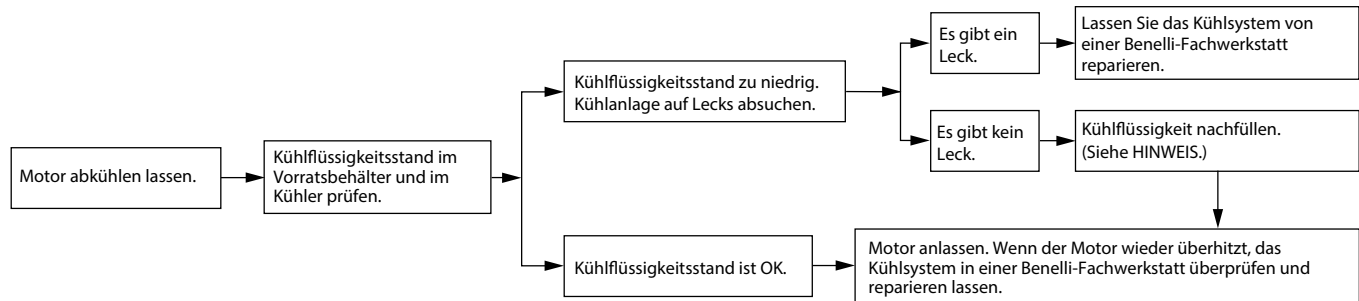 Motor abkühlen lassen.
Kühlflüssigkeitsstand im
Vorratsbehälter und im
Kühler prüfen.
Kühlflüssigkeitsstand zu niedrig.
Kühlanlage auf Lecks absuchen.
Es gibt ein
Leck.
Lassen Sie das Kühlsystem von
einer Benelli-Fachwerkstatt
reparieren.
Es gibt kein
Leck.
Kühlflüssigkeit nachfüllen.
(Siehe HINWEIS.)
Kühlflüssigkeitsstand ist OK.
Motor anlassen. Wenn der Motor wieder überhitzt, das
Kühlsystem in einer Benelli-Fachwerkstatt überprüfen und
reparieren lassen.